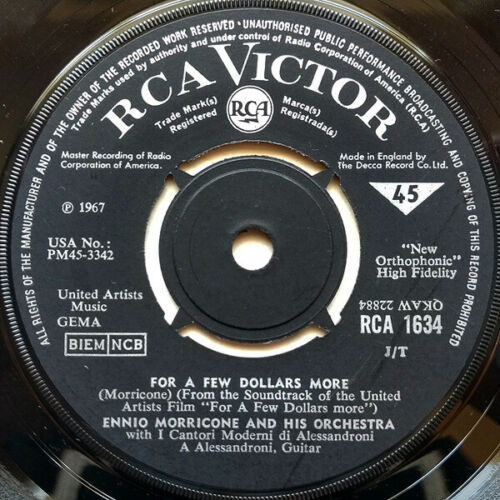 ALL RIGHTS OF THE MANUFACTURER AND OF THE OWNER OF THE RECORDED WORK RESERVED • UNAUTHORISED PUBLIC PERFORMANCE BROADCASTING AND COPYING OF THIS RECORD PROHIBITED
Trade Marks used by authority and under control of Radio Corporation of America (R.C.A)
RCA VICTOR
Trade Mark(s)
Registered
RCA
Marca(s)
Registrada(s)
Master Recording of Radio
Corporation of America.
Made in England by
The Decca Record Co. Ltd.
45
℗ 1967
USA No.:
PM45-3342
"New
Orthophonic"
High Fidelity
United Artists
Music
GEMA
BIEM NCB
QKAW 22884
RCA 1634
J/T
FOR A FEW DOLLARS MORE
(Morricone) (From the Soundtrack of the United
Artists Film "For A Few Dollars more")
ENNIO MORRICONE AND HIS ORCHESTRA
with I Cantori Moderni di Alessandroni
A Alessandroni, Guitar